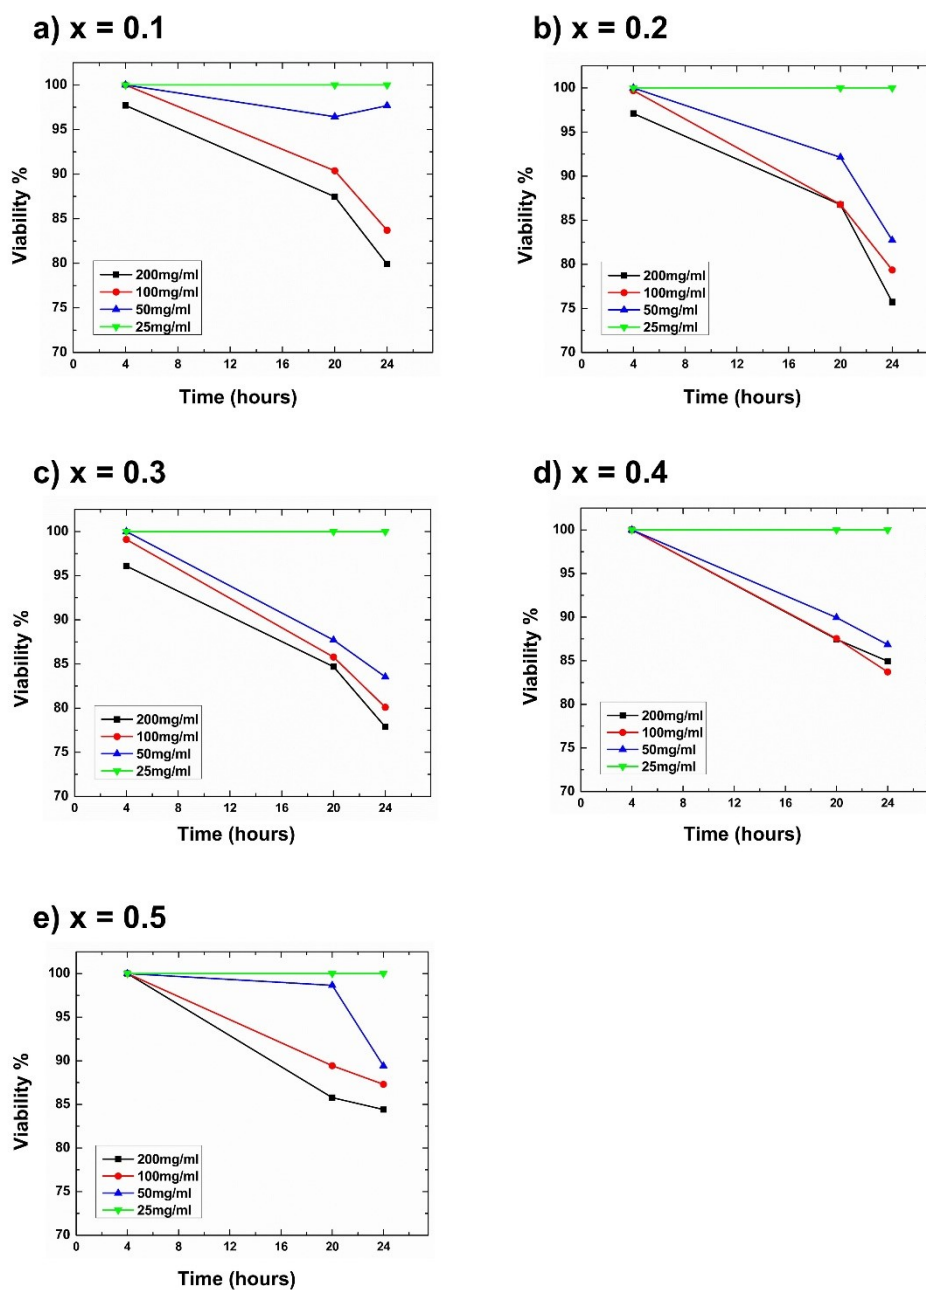 a) x = 0.1
100
95
90
85
80
75
70
Viability %
200mg/ml
100mg/ml
50mg/ml
25mg/ml
0 4 8 12 16 20 24
Time (hours)
b) x = 0.2
100
95
90
85
80
75
70
Viability %
200mg/ml
100mg/ml
50mg/ml
25mg/ml
0 4 8 12 16 20 24
Time (hours)
c) x = 0.3
100
95
90
85
80
75
70
Viability %
200mg/ml
100mg/ml
50mg/ml
25mg/ml
0 4 8 12 16 20 24
Time (hours)
d) x = 0.4
100
95
90
85
80
75
70
Viability %
200mg/ml
100mg/ml
50mg/ml
25mg/ml
0 4 8 12 16 20 24
Time (hours)
e) x = 0.5
100
95
90
85
80
75
70
Viability %
200mg/ml
100mg/ml
50mg/ml
25mg/ml
0 4 8 12 16 20 24
Time (hours)